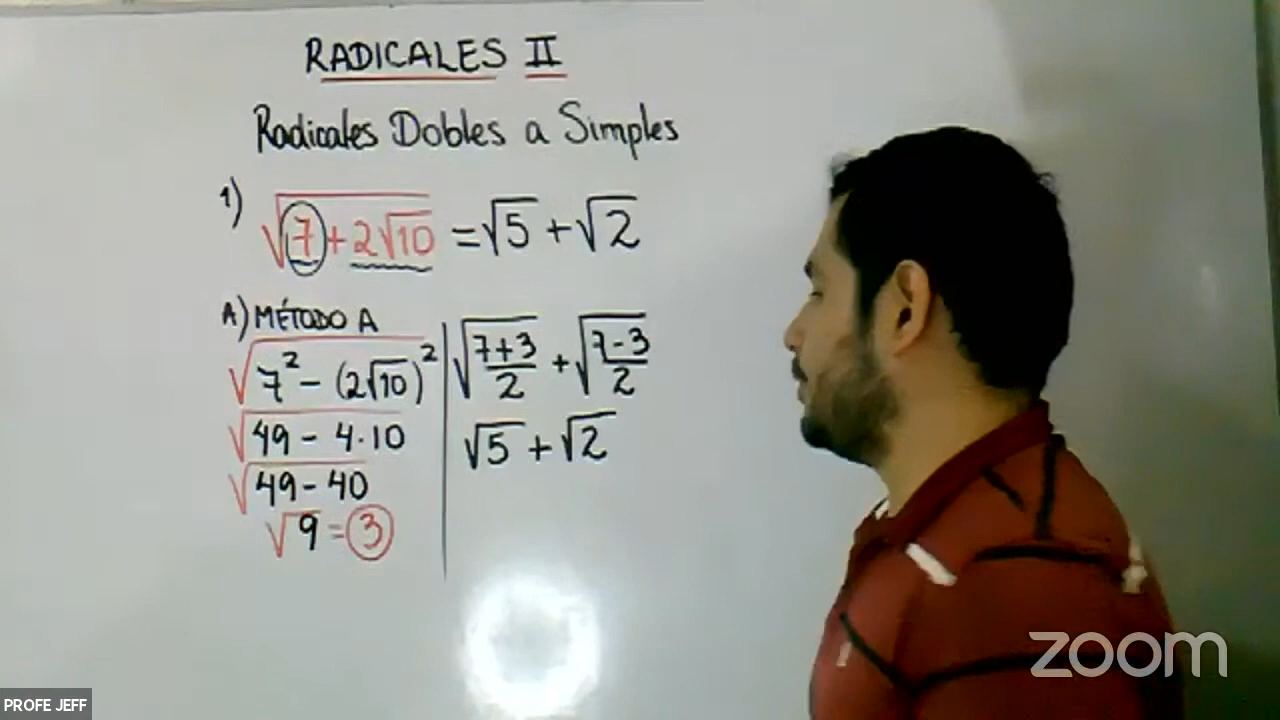 RADICALES II
Radicales Dobles a Simples
1) √(7+2√10) = √5 + √2
A) MÉTODO A
√(7² - (2√10)²)
√(49 - 4·10)
√(49 - 40)
√9 = 3
√((7+3)/2) + √((7-3)/2)
√5 + √2
zoom
PROFE JEFF